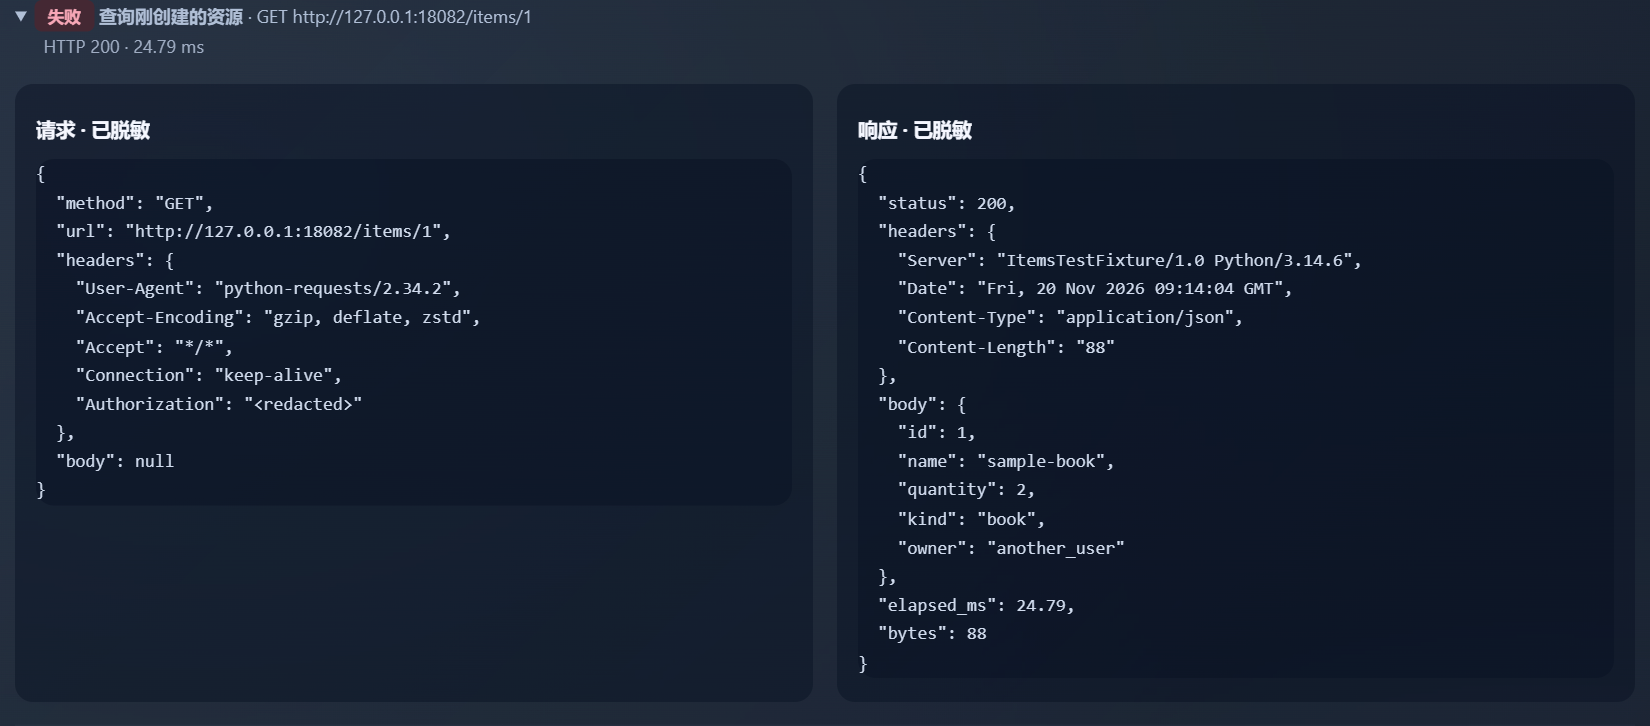 ▼ 失败 查询刚创建的资源 · GET http://127.0.0.1:18082/items/1
HTTP 200 · 24.79 ms
请求 · 已脱敏
{
  "method": "GET",
  "url": "http://127.0.0.1:18082/items/1",
  "headers": {
    "User-Agent": "python-requests/2.34.2",
    "Accept-Encoding": "gzip, deflate, zstd",
    "Accept": "*/*",
    "Connection": "keep-alive",
    "Authorization": "<redacted>"
  },
  "body": null
}
响应 · 已脱敏
{
  "status": 200,
  "headers": {
    "Server": "ItemsTestFixture/1.0 Python/3.14.6",
    "Date": "Fri, 20 Nov 2026 09:14:04 GMT",
    "Content-Type": "application/json",
    "Content-Length": "88"
  },
  "body": {
    "id": 1,
    "name": "sample-book",
    "quantity": 2,
    "kind": "book",
    "owner": "another_user"
  },
  "elapsed_ms": 24.79,
  "bytes": 88
}